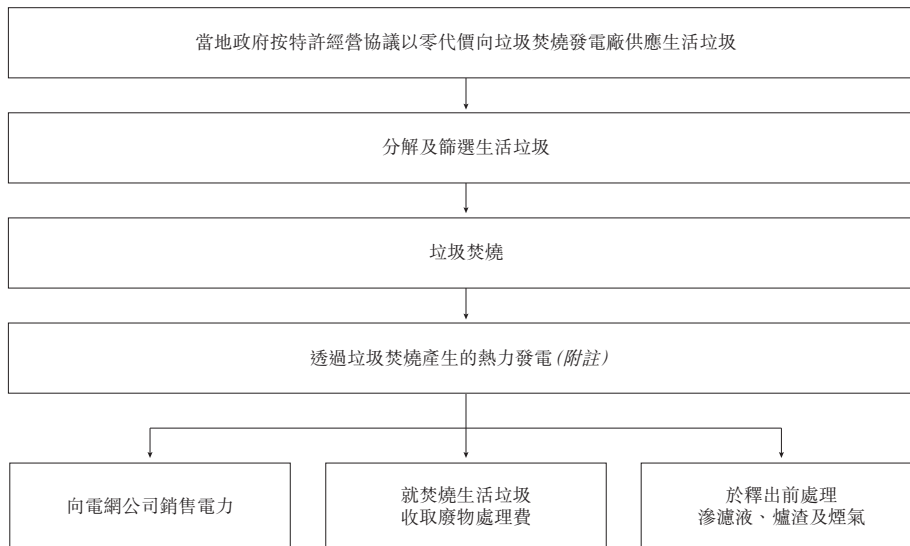 當地政府按特許經營協議以零代價向垃圾焚燒發電廠供應生活垃圾
分解及篩選生活垃圾
垃圾焚燒
透過垃圾焚燒產生的熱力發電(附註)
向電網公司銷售電力
就焚燒生活垃圾
收取廢物處理費
於釋出前處理
滲濾液、爐渣及煙氣